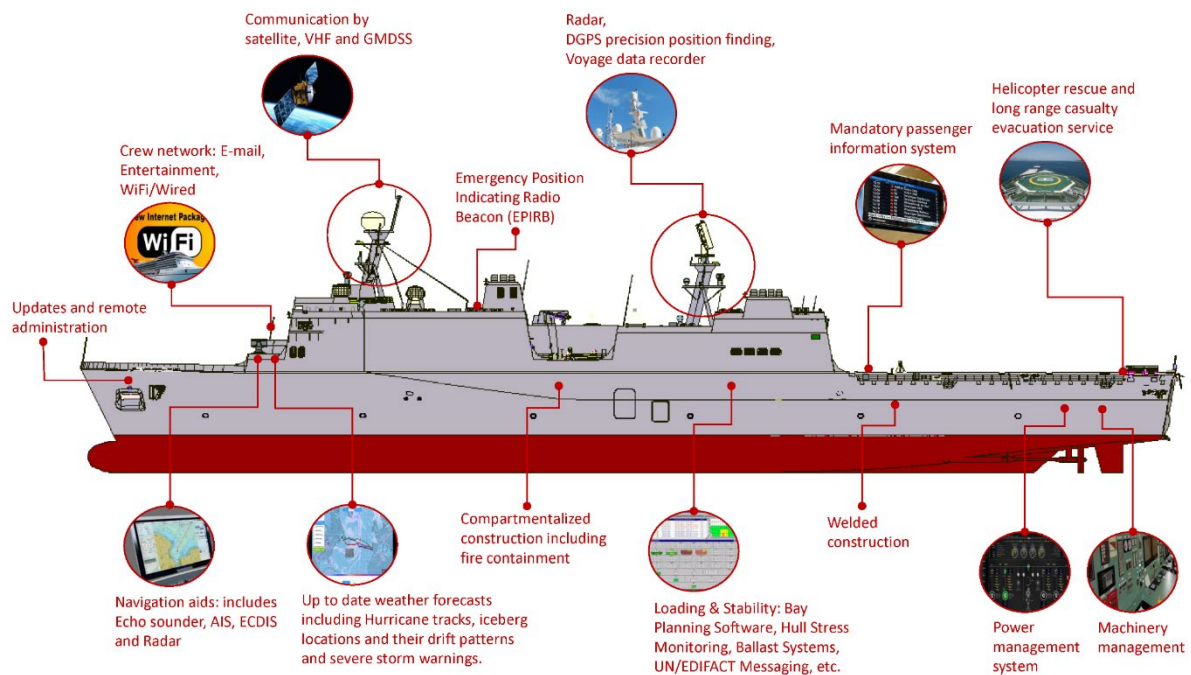 Communication by
satellite, VHF and GMDSS
Radar,
DGPS precision position finding,
Voyage data recorder
Helicopter rescue and
long range casualty
evacuation service
Mandatory passenger
information system
Crew network: E-mail,
Entertainment,
WiFi/Wired
Emergency Position
Indicating Radio
Beacon (EPIRB)
ew Internet Packag
WiFi
Updates and remote
administration
Navigation aids: includes
Echo sounder, AIS, ECDIS
and Radar
Up to date weather forecasts
including Hurricane tracks, iceberg
locations and their drift patterns
and severe storm warnings.
Compartmentalized
construction including
fire containment
Loading & Stability: Bay
Planning Software, Hull Stress
Monitoring, Ballast Systems,
UN/EDIFACT Messaging, etc.
Welded
construction
Power
management
system
Machinery
management